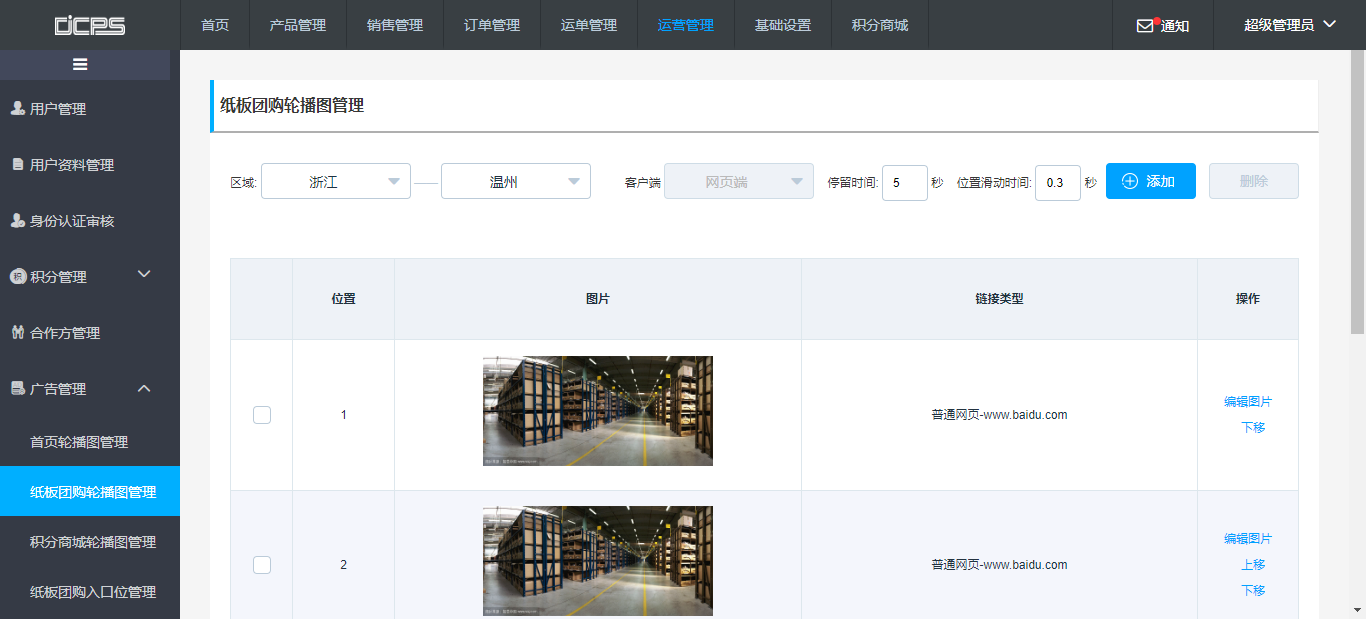 DJCPS 首页 产品管理 销售管理 订单管理 运单管理 运营管理 基础设置 积分商城 通知 超级管理员
用户管理
用户资料管理
身份认证审核
积 积分管理
合作方管理
广告管理
首页轮播图管理
纸板团购轮播图管理
积分商城轮播图管理
纸板团购入口位管理
纸板团购轮播图管理
区域: 浙江 温州 客户端 网页端 停留时间: 5 秒 位置滑动时间: 0.3 秒 添加 删除
位置 图片 链接类型 操作
1 普通网页-www.baidu.com 编辑图片
下移
2 普通网页-www.baidu.com 编辑图片
上移
下移